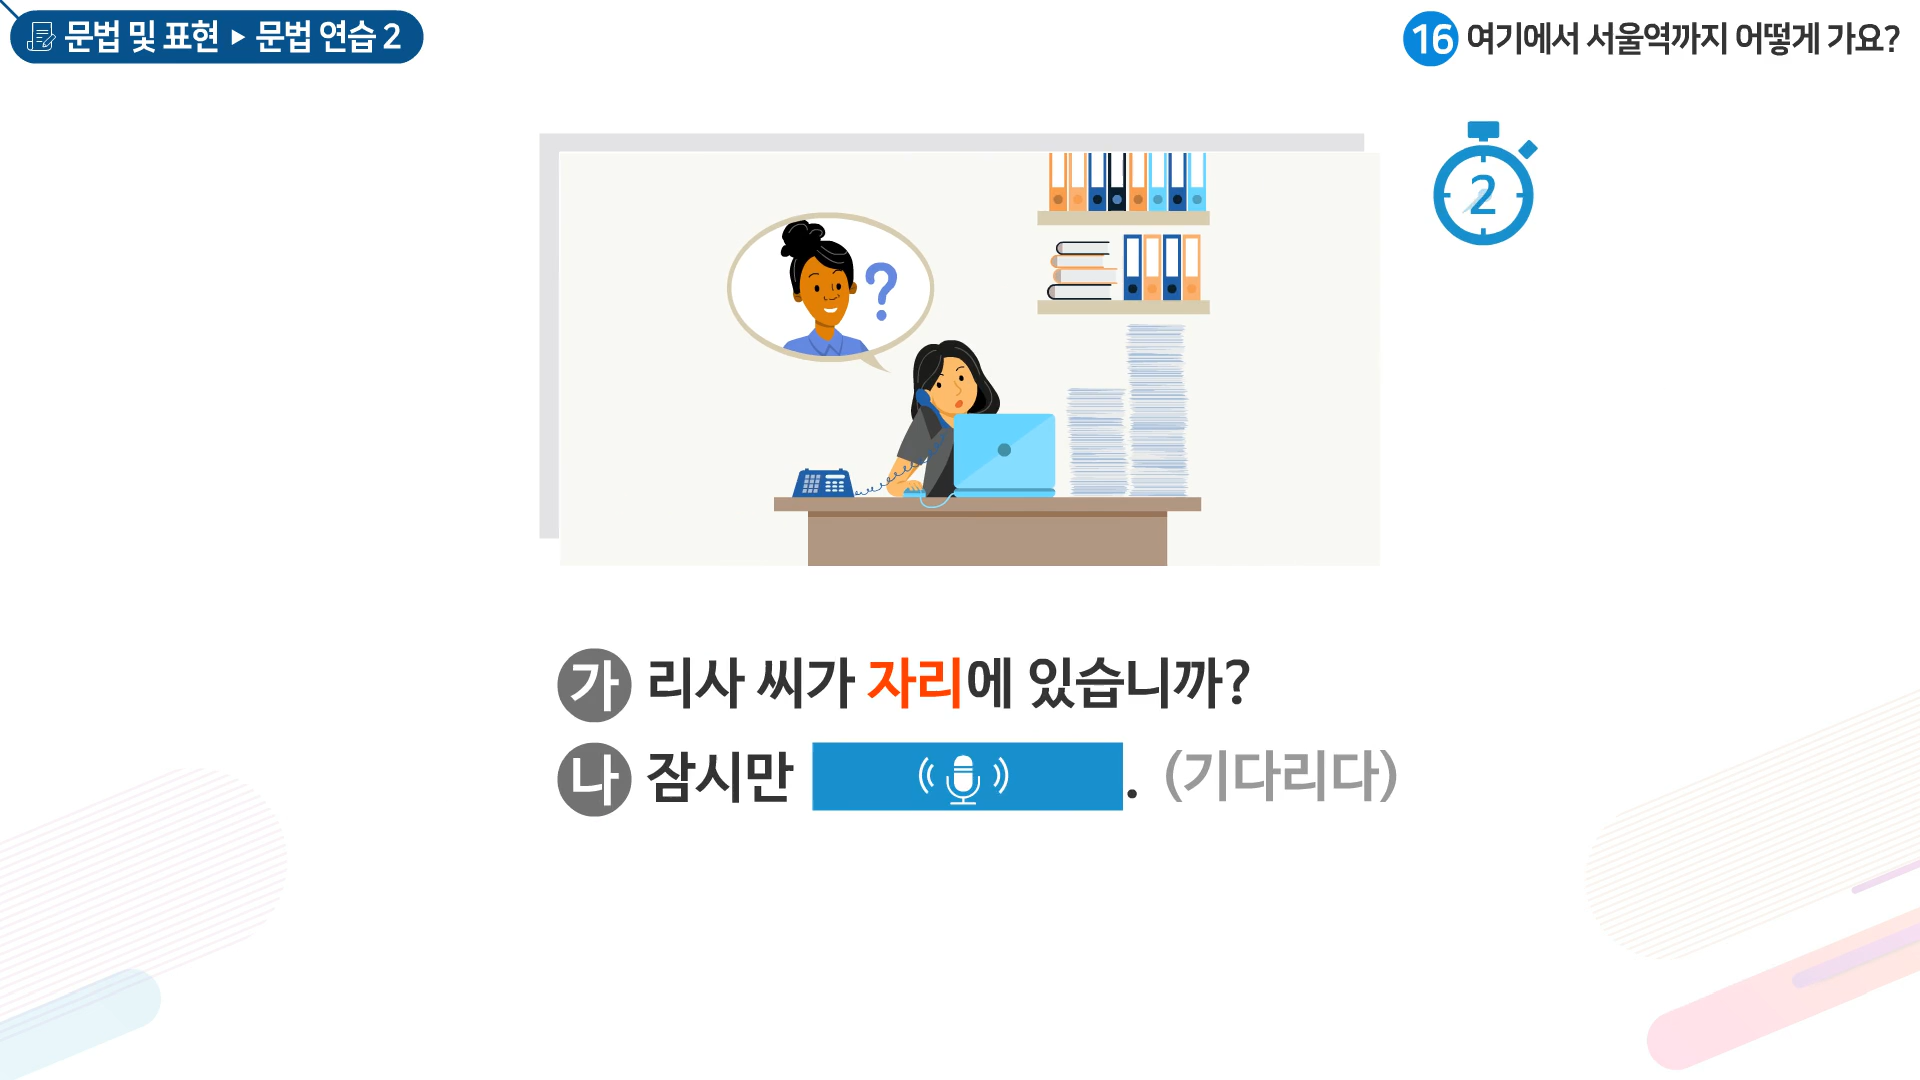 문법 및 표현 ▶ 문법 연습 2
16 여기에서 서울역까지 어떻게 가요?
2
?
가 리사 씨가 자리에 있습니까?
나 잠시만 . (기다리다)